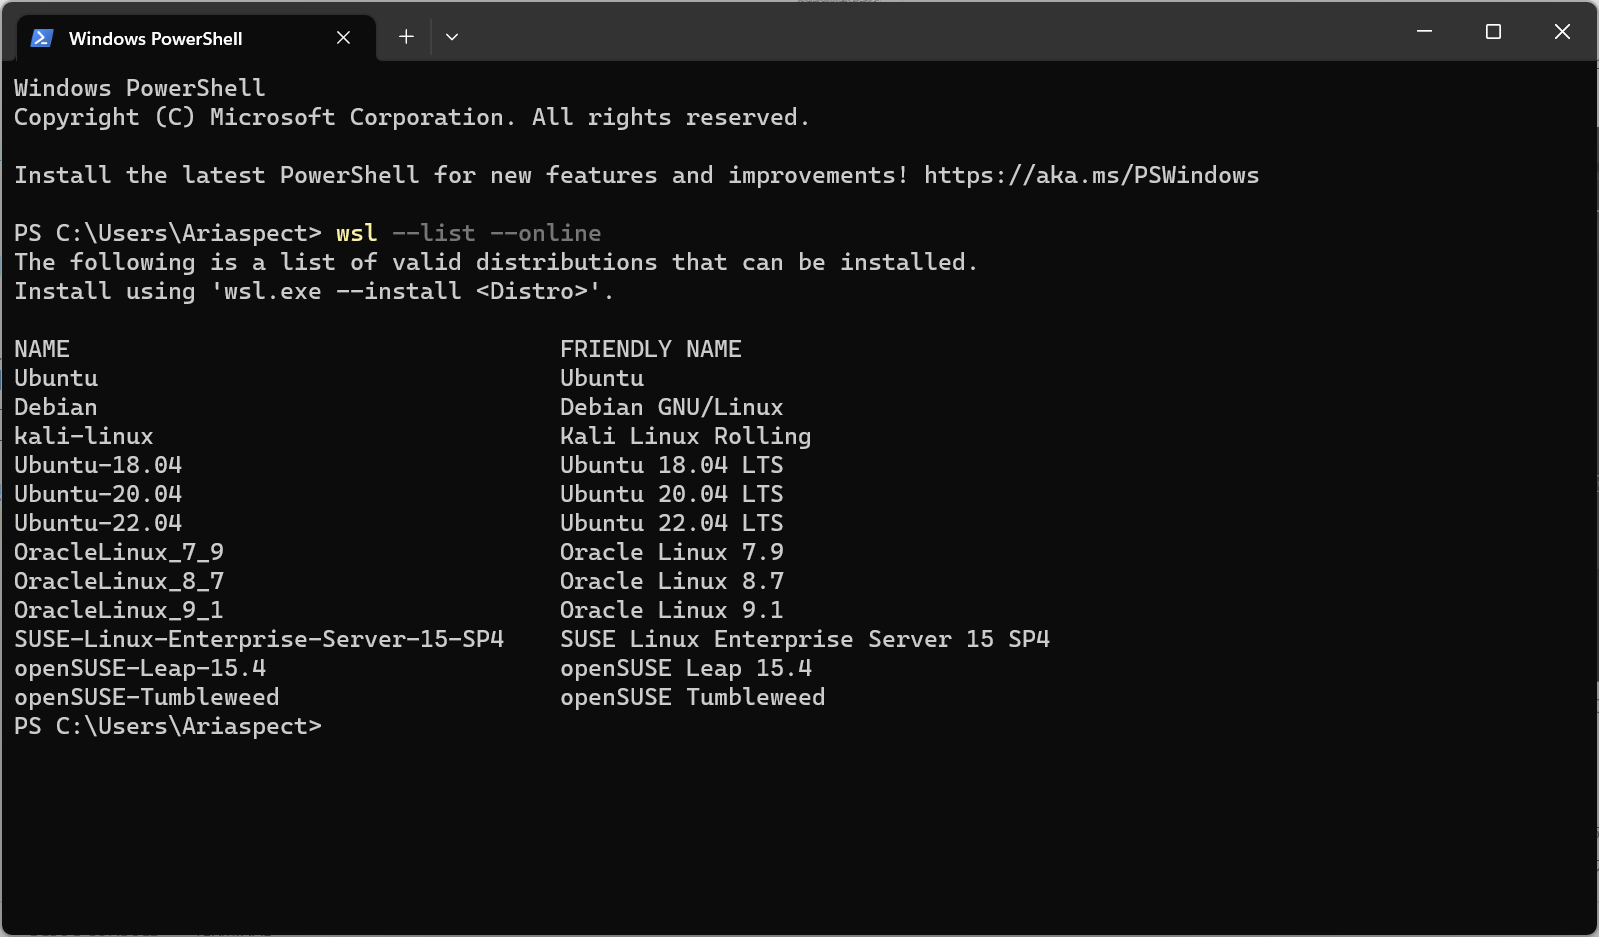 Windows PowerShell
Windows PowerShell
Copyright (C) Microsoft Corporation. All rights reserved.
Install the latest PowerShell for new features and improvements! https://aka.ms/PSWindows
PS C:\Users\Ariaspect> wsl --list --online
The following is a list of valid distributions that can be installed.
Install using 'wsl.exe --install <Distro>'.
NAME FRIENDLY NAME
Ubuntu Ubuntu
Debian Debian GNU/Linux
kali-linux Kali Linux Rolling
Ubuntu-18.04 Ubuntu 18.04 LTS
Ubuntu-20.04 Ubuntu 20.04 LTS
Ubuntu-22.04 Ubuntu 22.04 LTS
OracleLinux_7_9 Oracle Linux 7.9
OracleLinux_8_7 Oracle Linux 8.7
OracleLinux_9_1 Oracle Linux 9.1
SUSE-Linux-Enterprise-Server-15-SP4 SUSE Linux Enterprise Server 15 SP4
openSUSE-Leap-15.4 openSUSE Leap 15.4
openSUSE-Tumbleweed openSUSE Tumbleweed
PS C:\Users\Ariaspect>